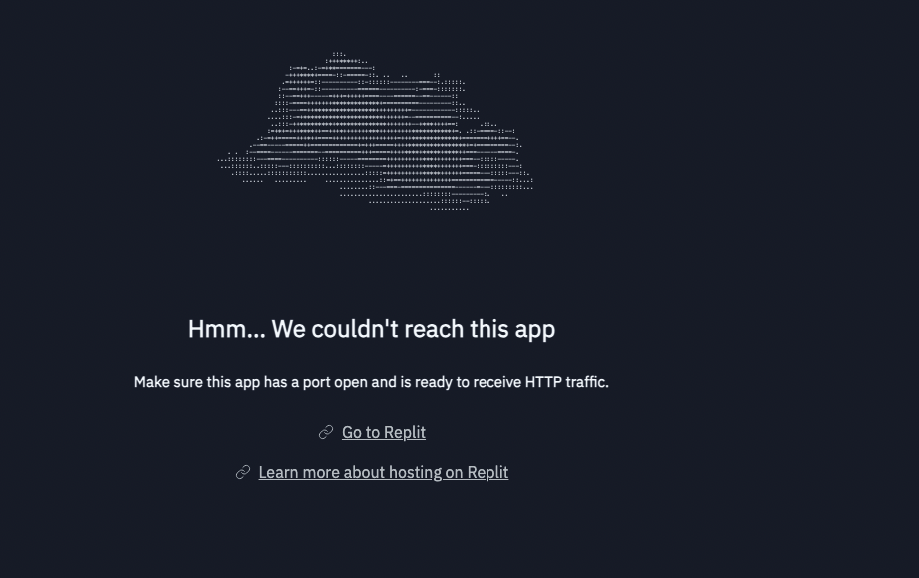 Hmm... We couldn't reach this app
Make sure this app has a port open and is ready to receive HTTP traffic.
Go to Replit
Learn more about hosting on Replit